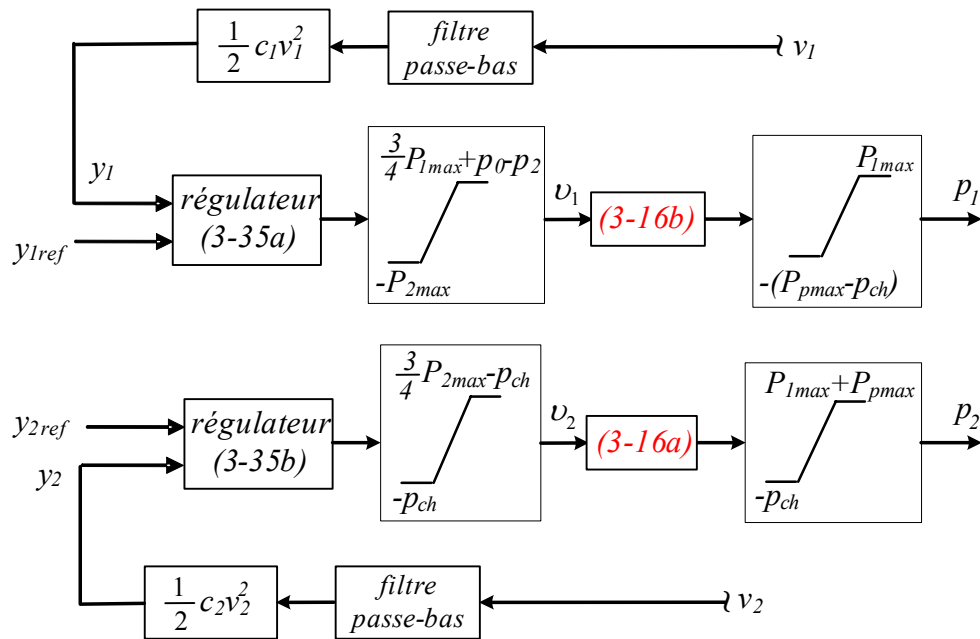 1/2 c₁v₁²
filtre
passe-bas
v₁
y₁
y₁ref
régulateur
(3-35a)
3/4 P₁max+p₀-p₂
-P₂max
υ₁
(3-16b)
P₁max
-(Ppmax-pch)
p₁
y₂ref
y₂
régulateur
(3-35b)
3/4 P₂max-pch
-pch
υ₂
(3-16a)
P₁max+Ppmax
-pch
p₂
1/2 c₂v₂²
filtre
passe-bas
v₂